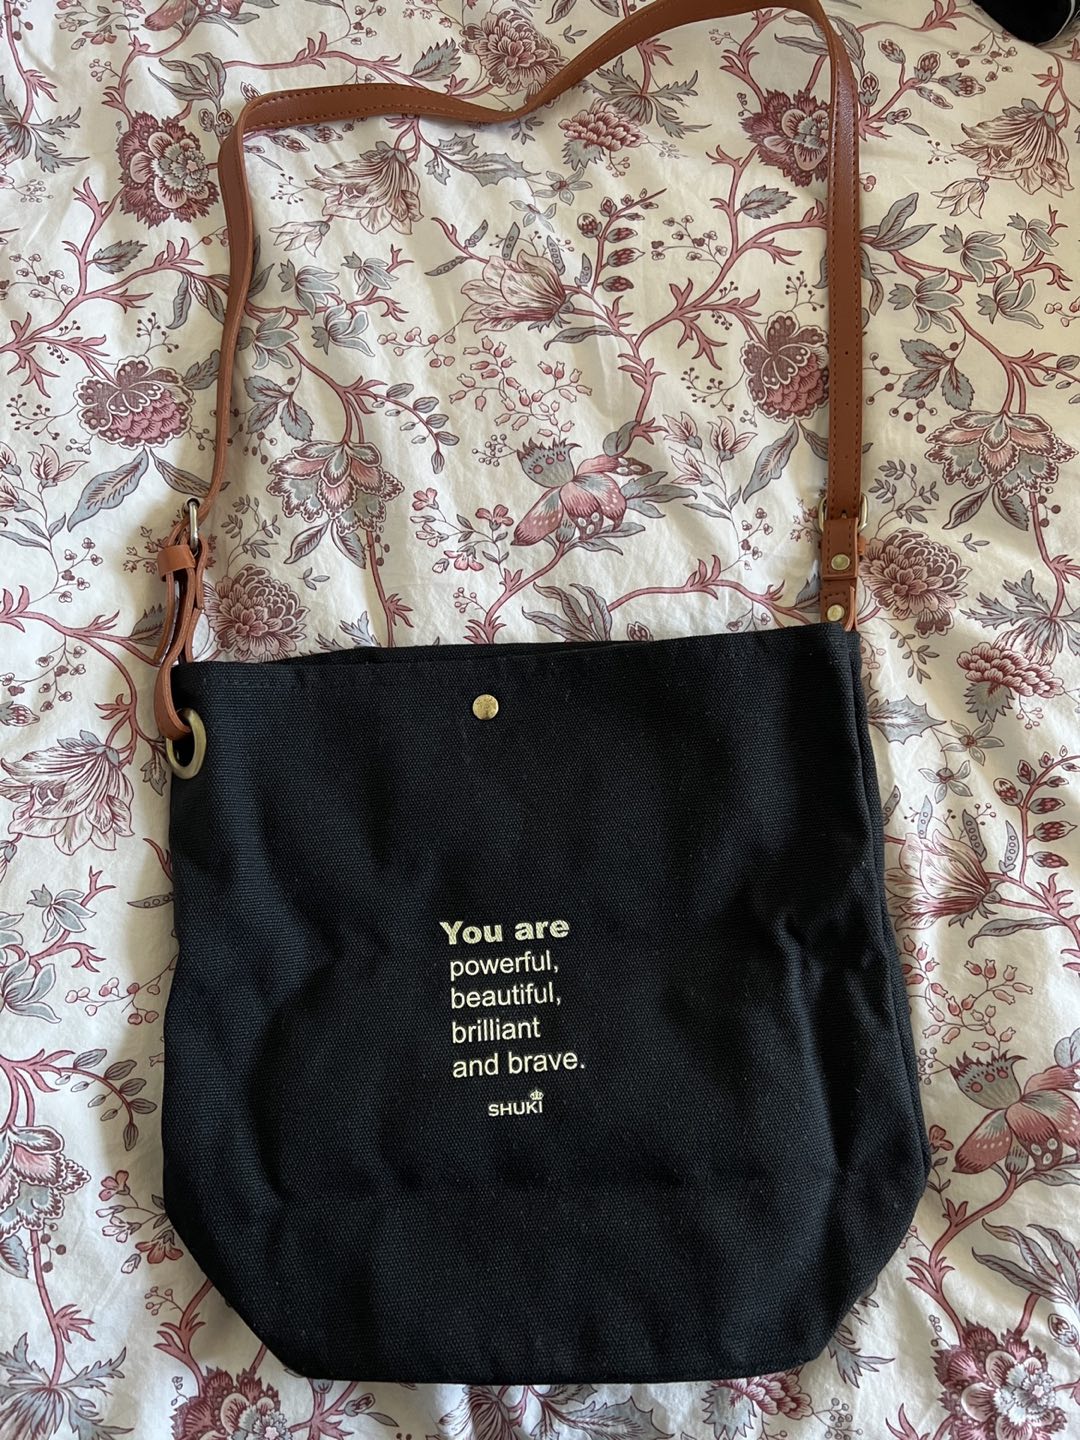 You are
powerful,
beautiful,
brilliant
and brave.
SHUKi